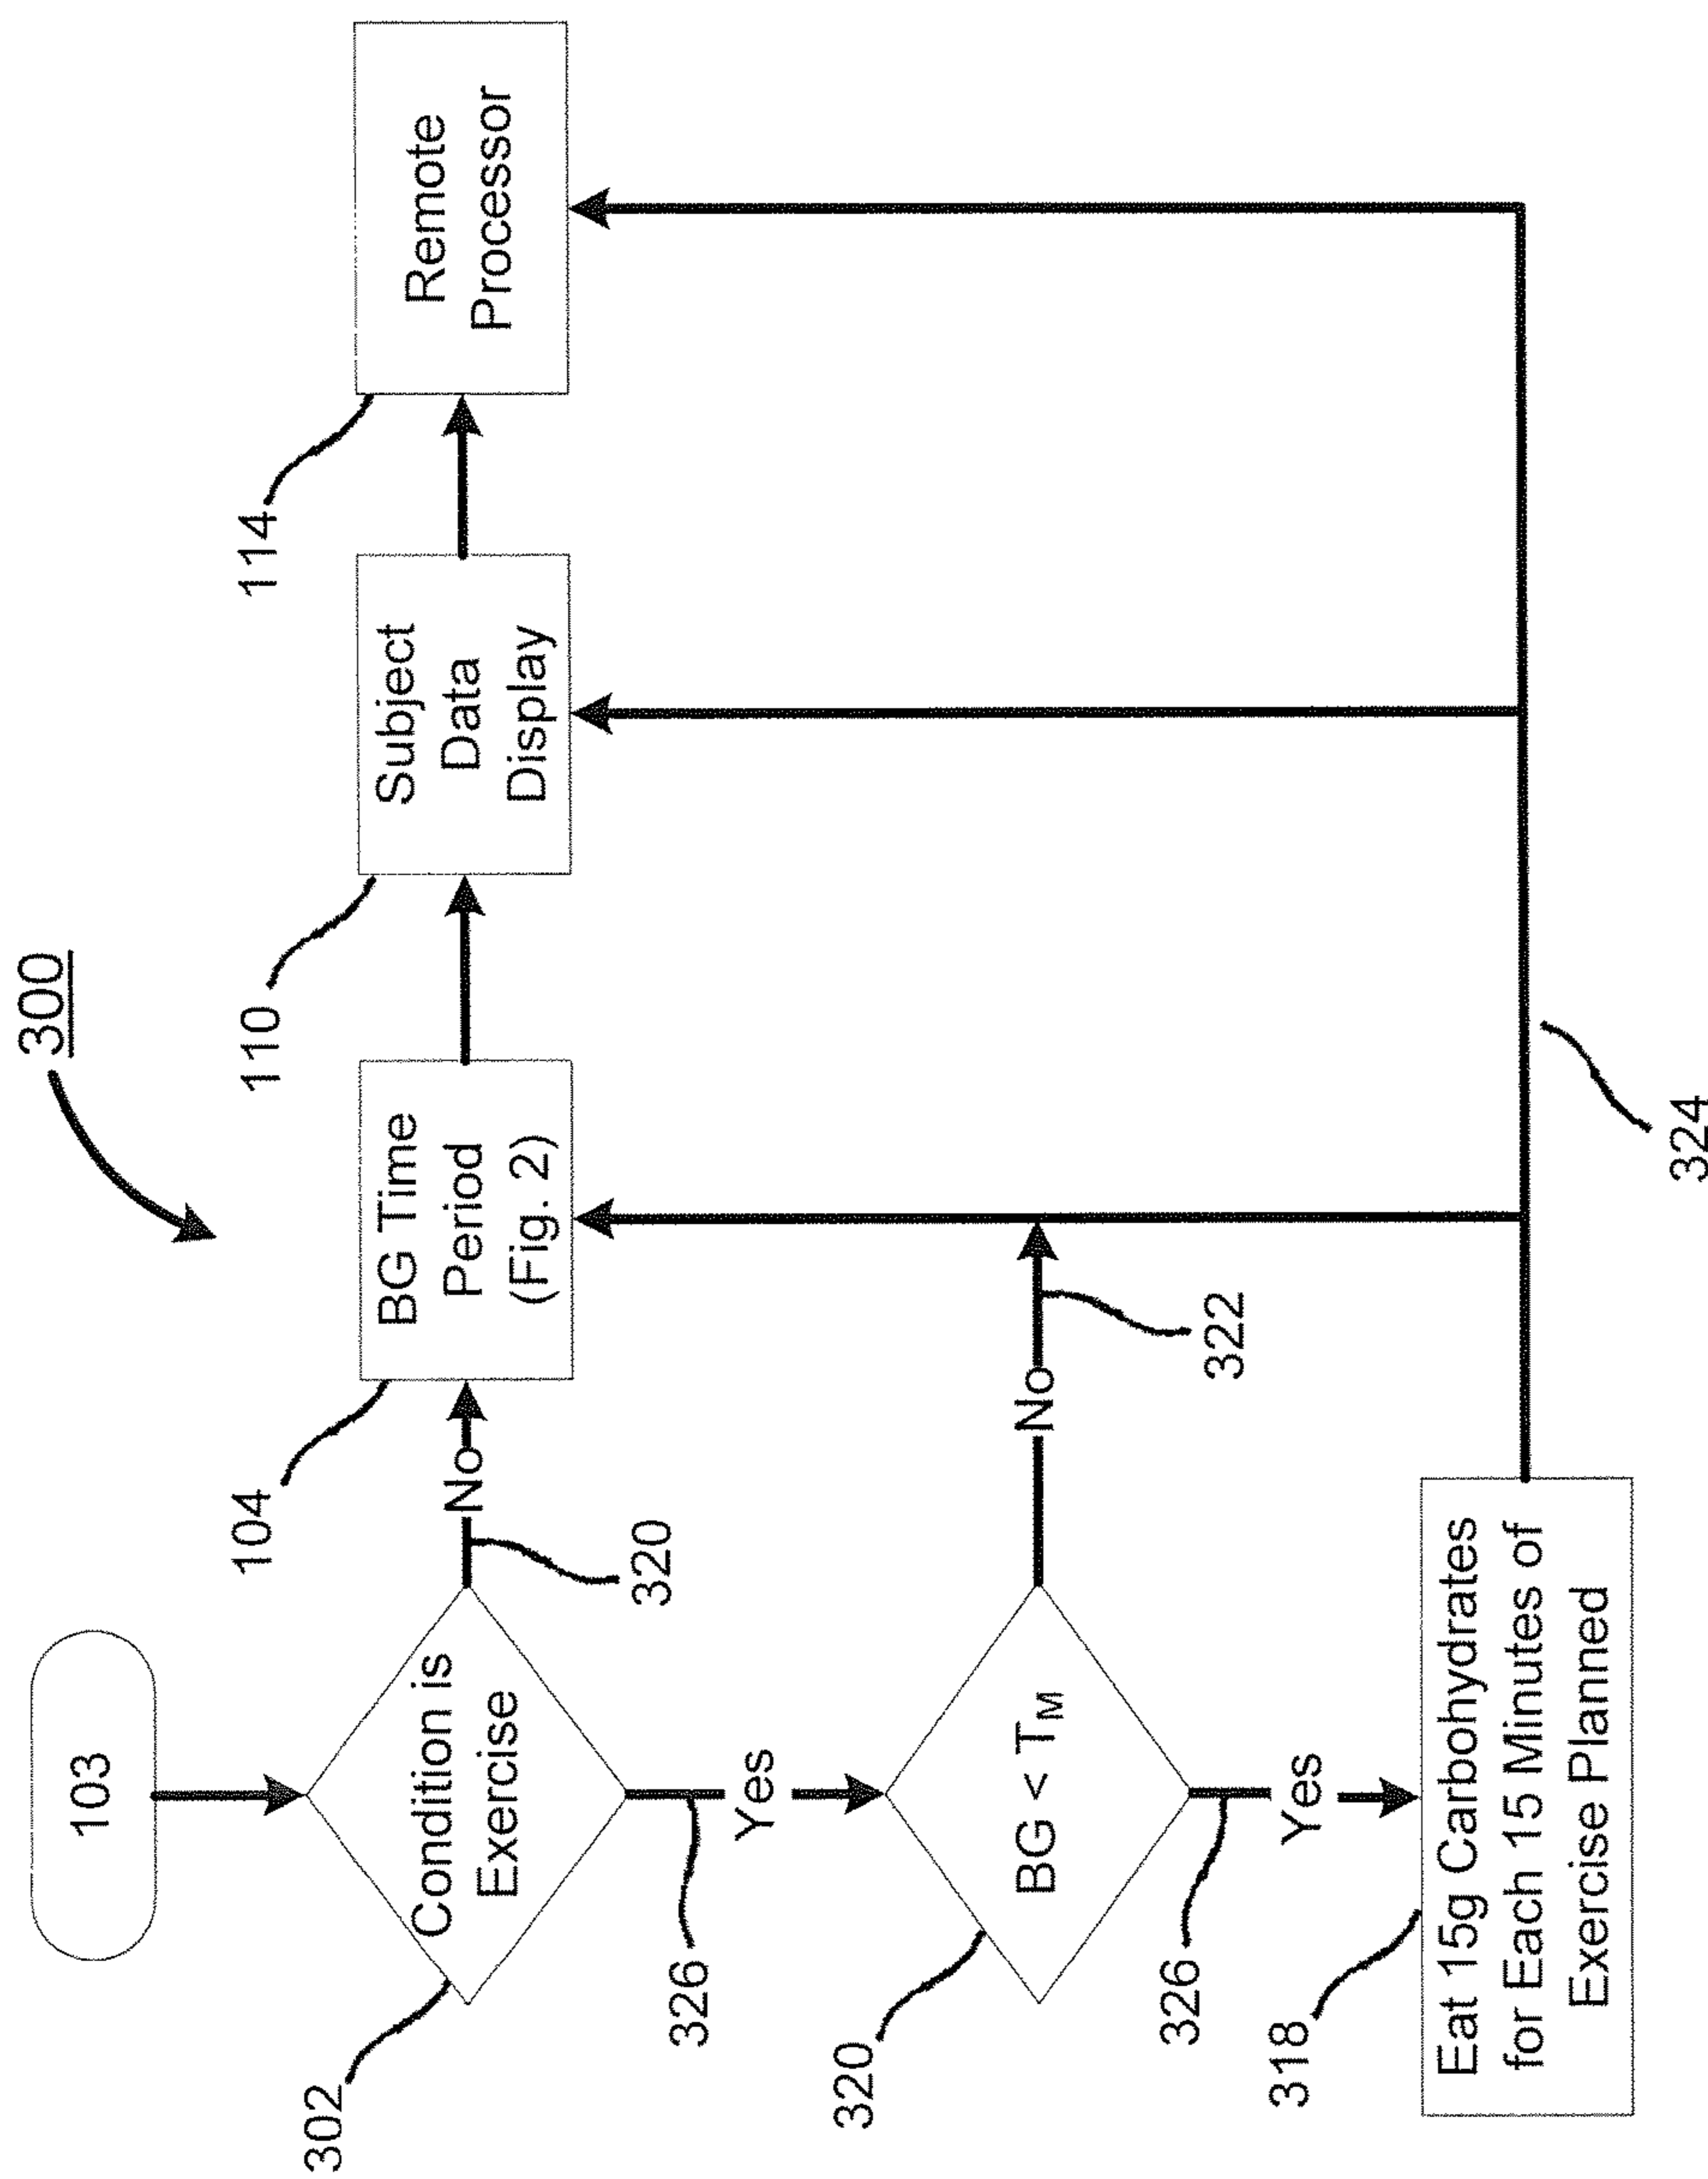 300
103
302
Condition is
Exercise
No
320
104
BG Time
Period
(Fig. 2)
110
Subject
Data
Display
114
Remote
Processor
326
Yes
320
BG < T<sub>M</sub>
No
322
326
Yes
318
Eat 15g Carbohydrates
for Each 15 Minutes of
Exercise Planned
324